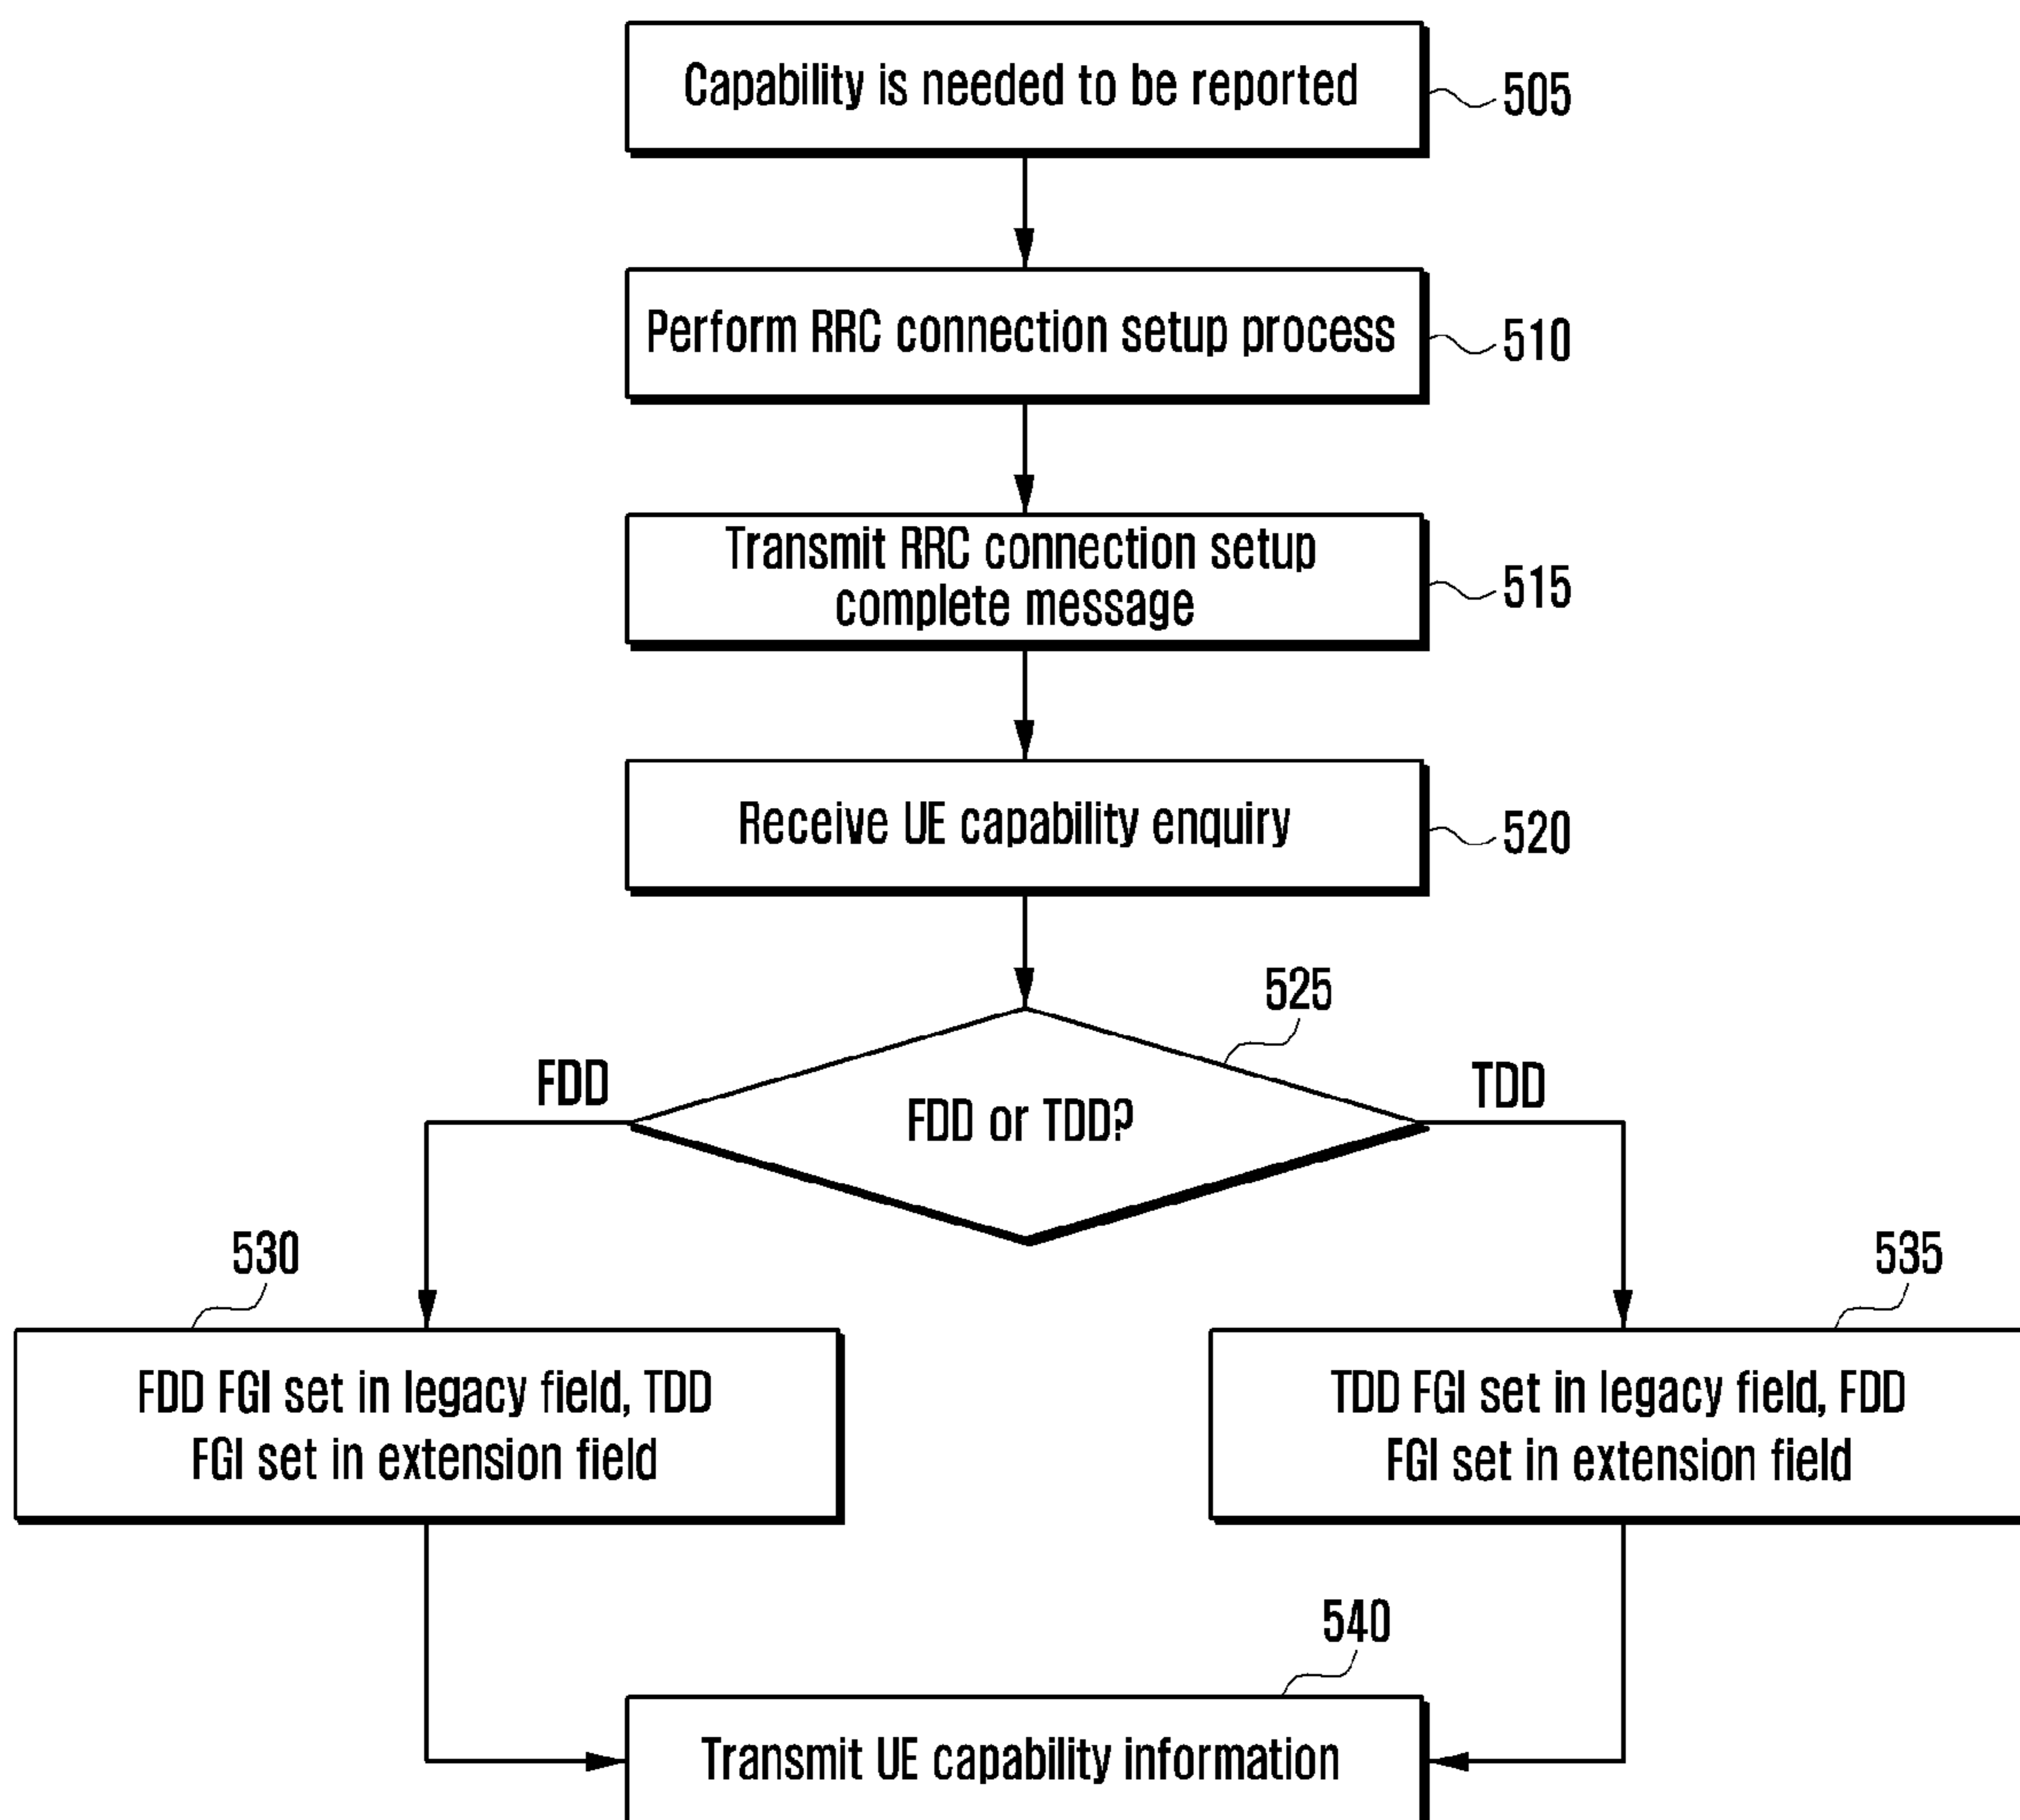 Capability is needed to be reported
505
Perform RRC connection setup process
510
Transmit RRC connection setup
complete message
515
Receive UE capability enquiry
520
525
FDD
FDD or TDD?
TDD
530
535
FDD FGI set in legacy field, TDD
FGI set in extension field
TDD FGI set in legacy field, FDD
FGI set in extension field
540
Transmit UE capability information